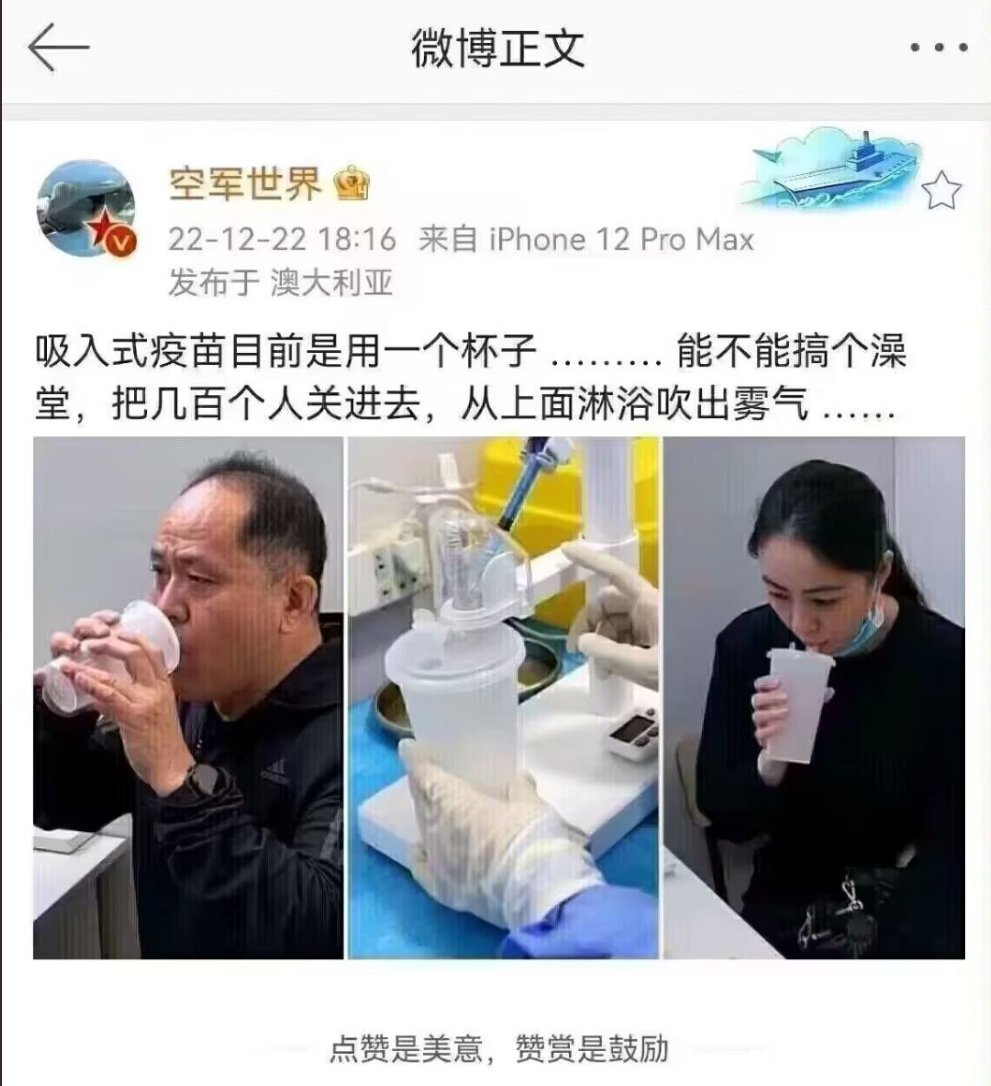 微博正文
空军世界
22-12-22 18:16 来自 iPhone 12 Pro Max
发布于 澳大利亚
吸入式疫苗目前是用一个杯子 ……… 能不能搞个澡
堂，把几百个人关进去，从上面淋浴吹出雾气 ……
adidas
点赞是美意，赞赏是鼓励